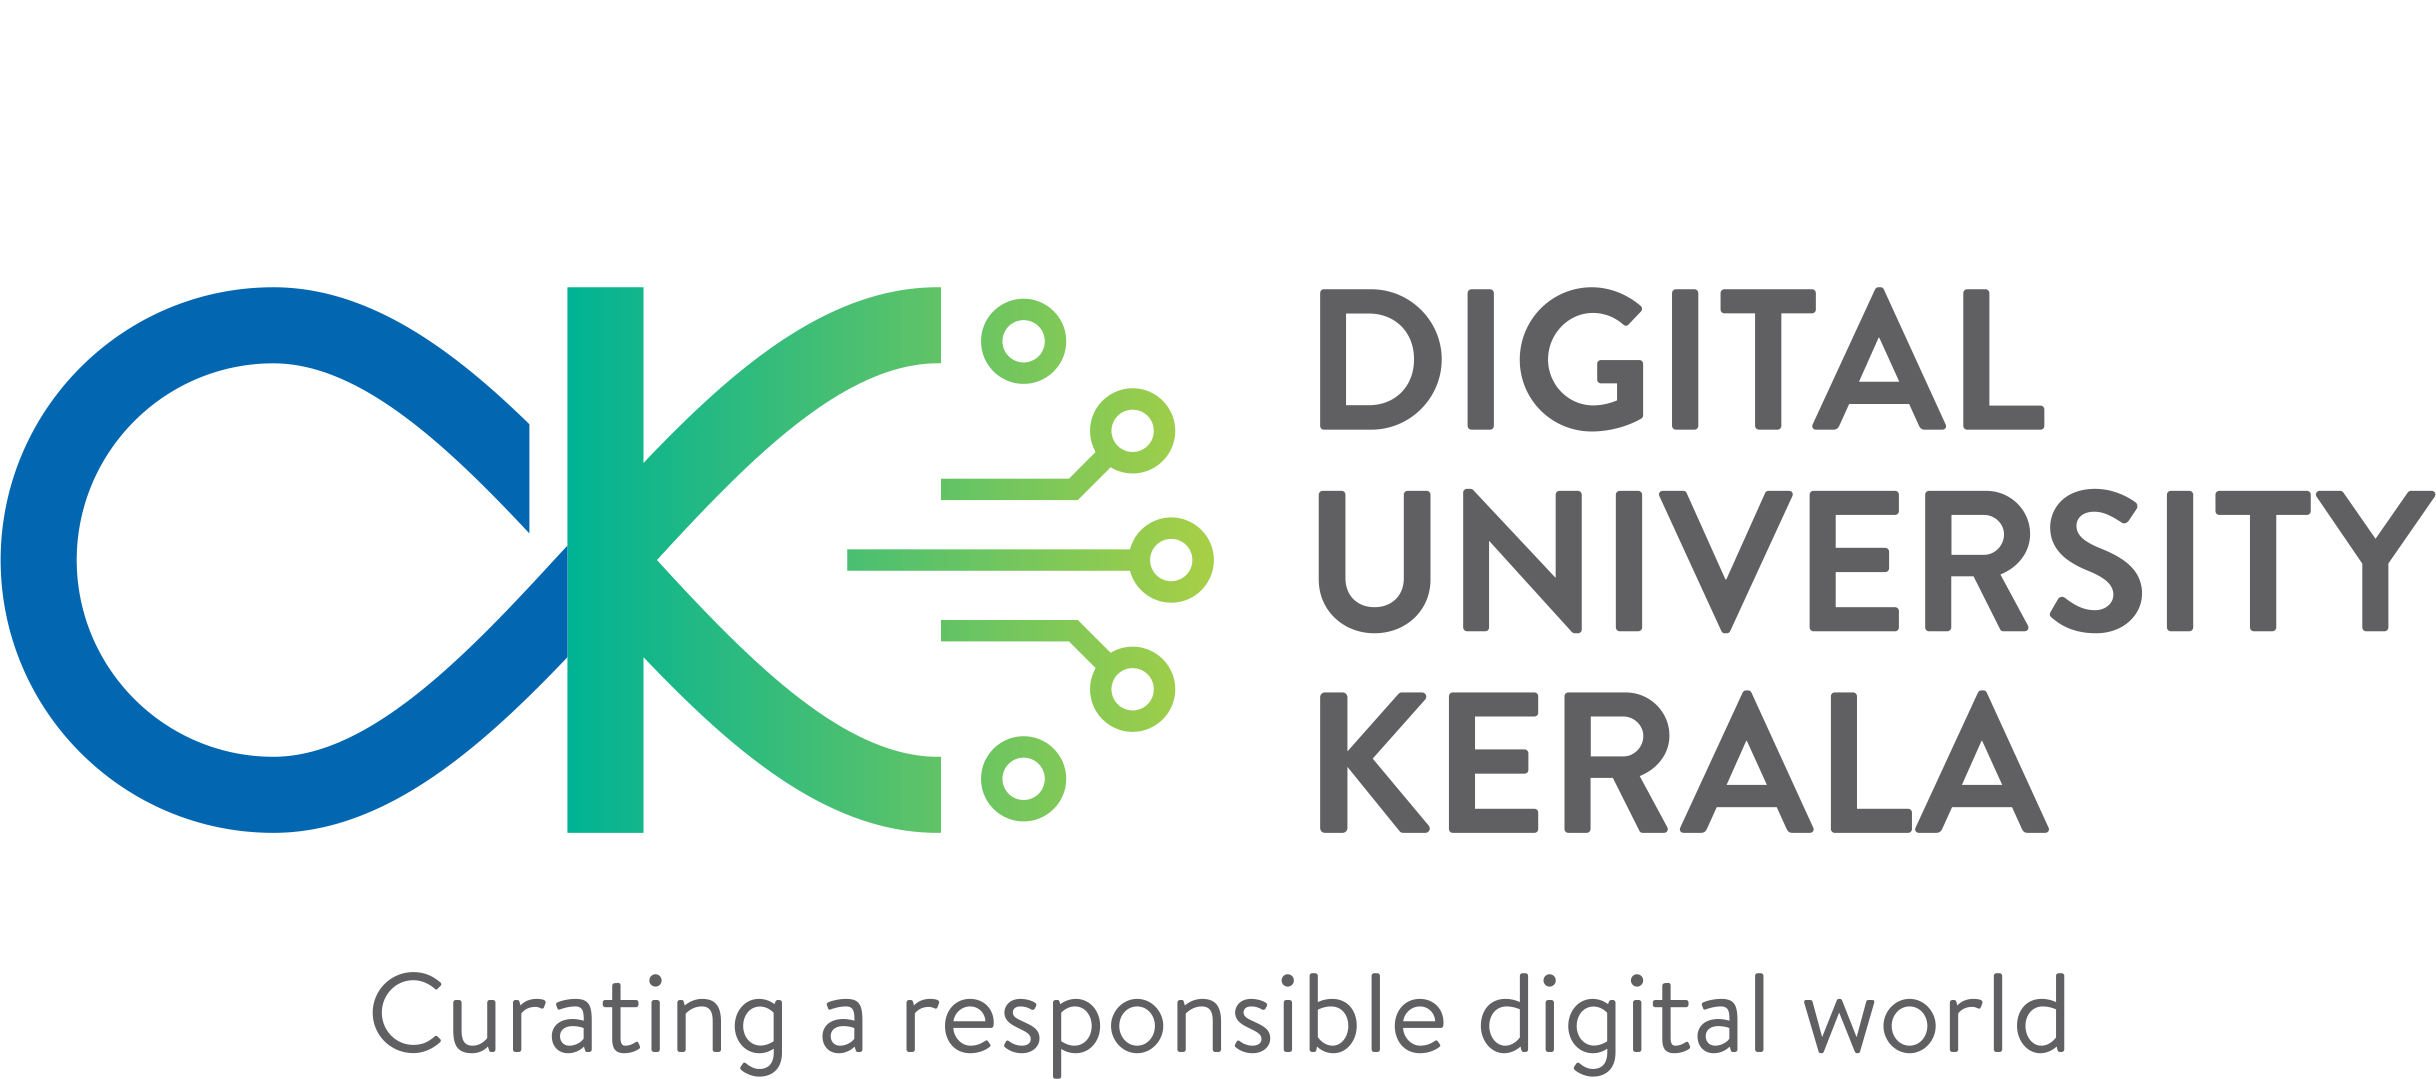 DIGITAL
UNIVERSITY
KERALA
Curating a responsible digital world